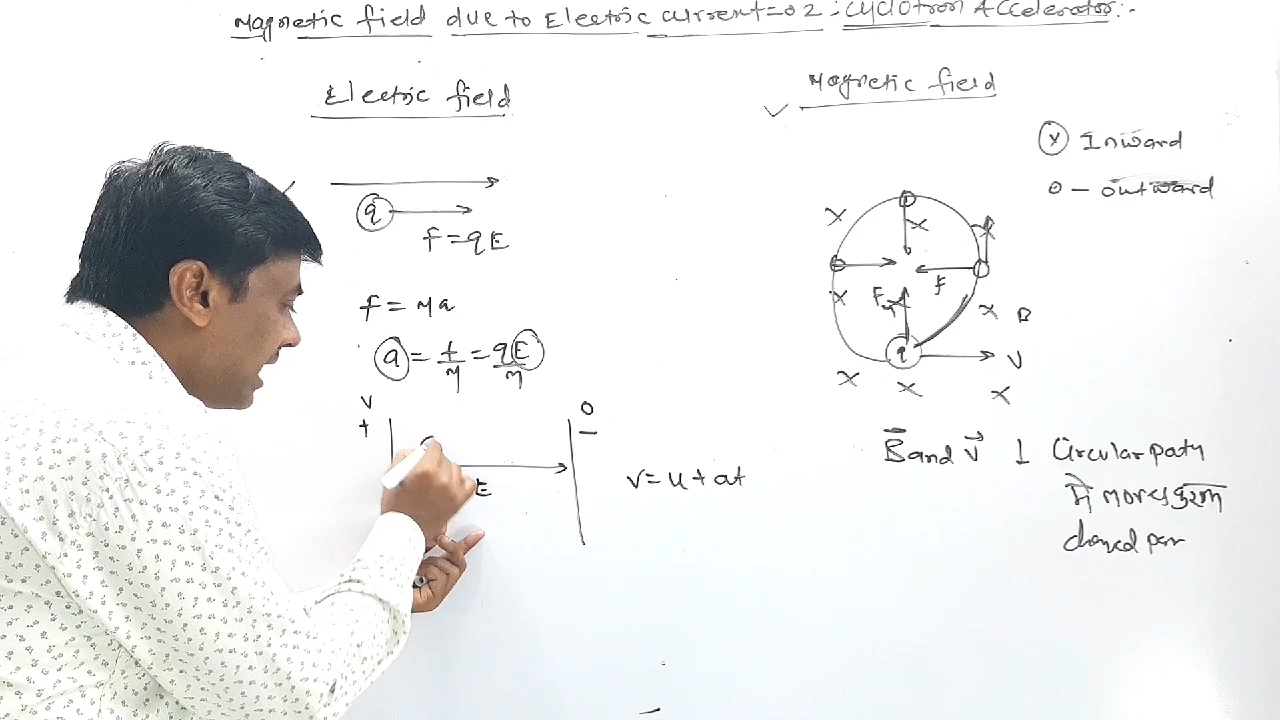 Magnetic field due to Electric current=02: Cyclotron Accelerator:-
Electric field
q
f=qE
f = Ma
a = f/M = qE/M
V
+
0
−
E
v=u+at
Magnetic field
x Inward
o - outward
x x x
F F
x x B
q V
x x x
B and v ⊥ Circular path
में move करता
charged par